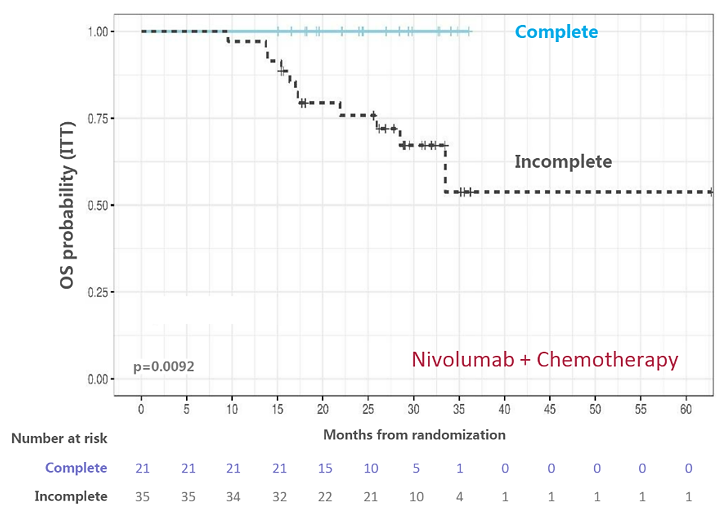 1.00
Complete
0.75
Incomplete
OS probability (ITT)
0.50
0.25
Nivolumab + Chemotherapy
p=0.0092
0.00
0 5 10 15 20 25 30 35 40 45 50 55 60
Months from randomization
Number at risk
Complete 21 21 21 21 15 10 5 1 0 0 0 0 0
Incomplete 35 35 34 32 22 21 10 4 1 1 1 1 1